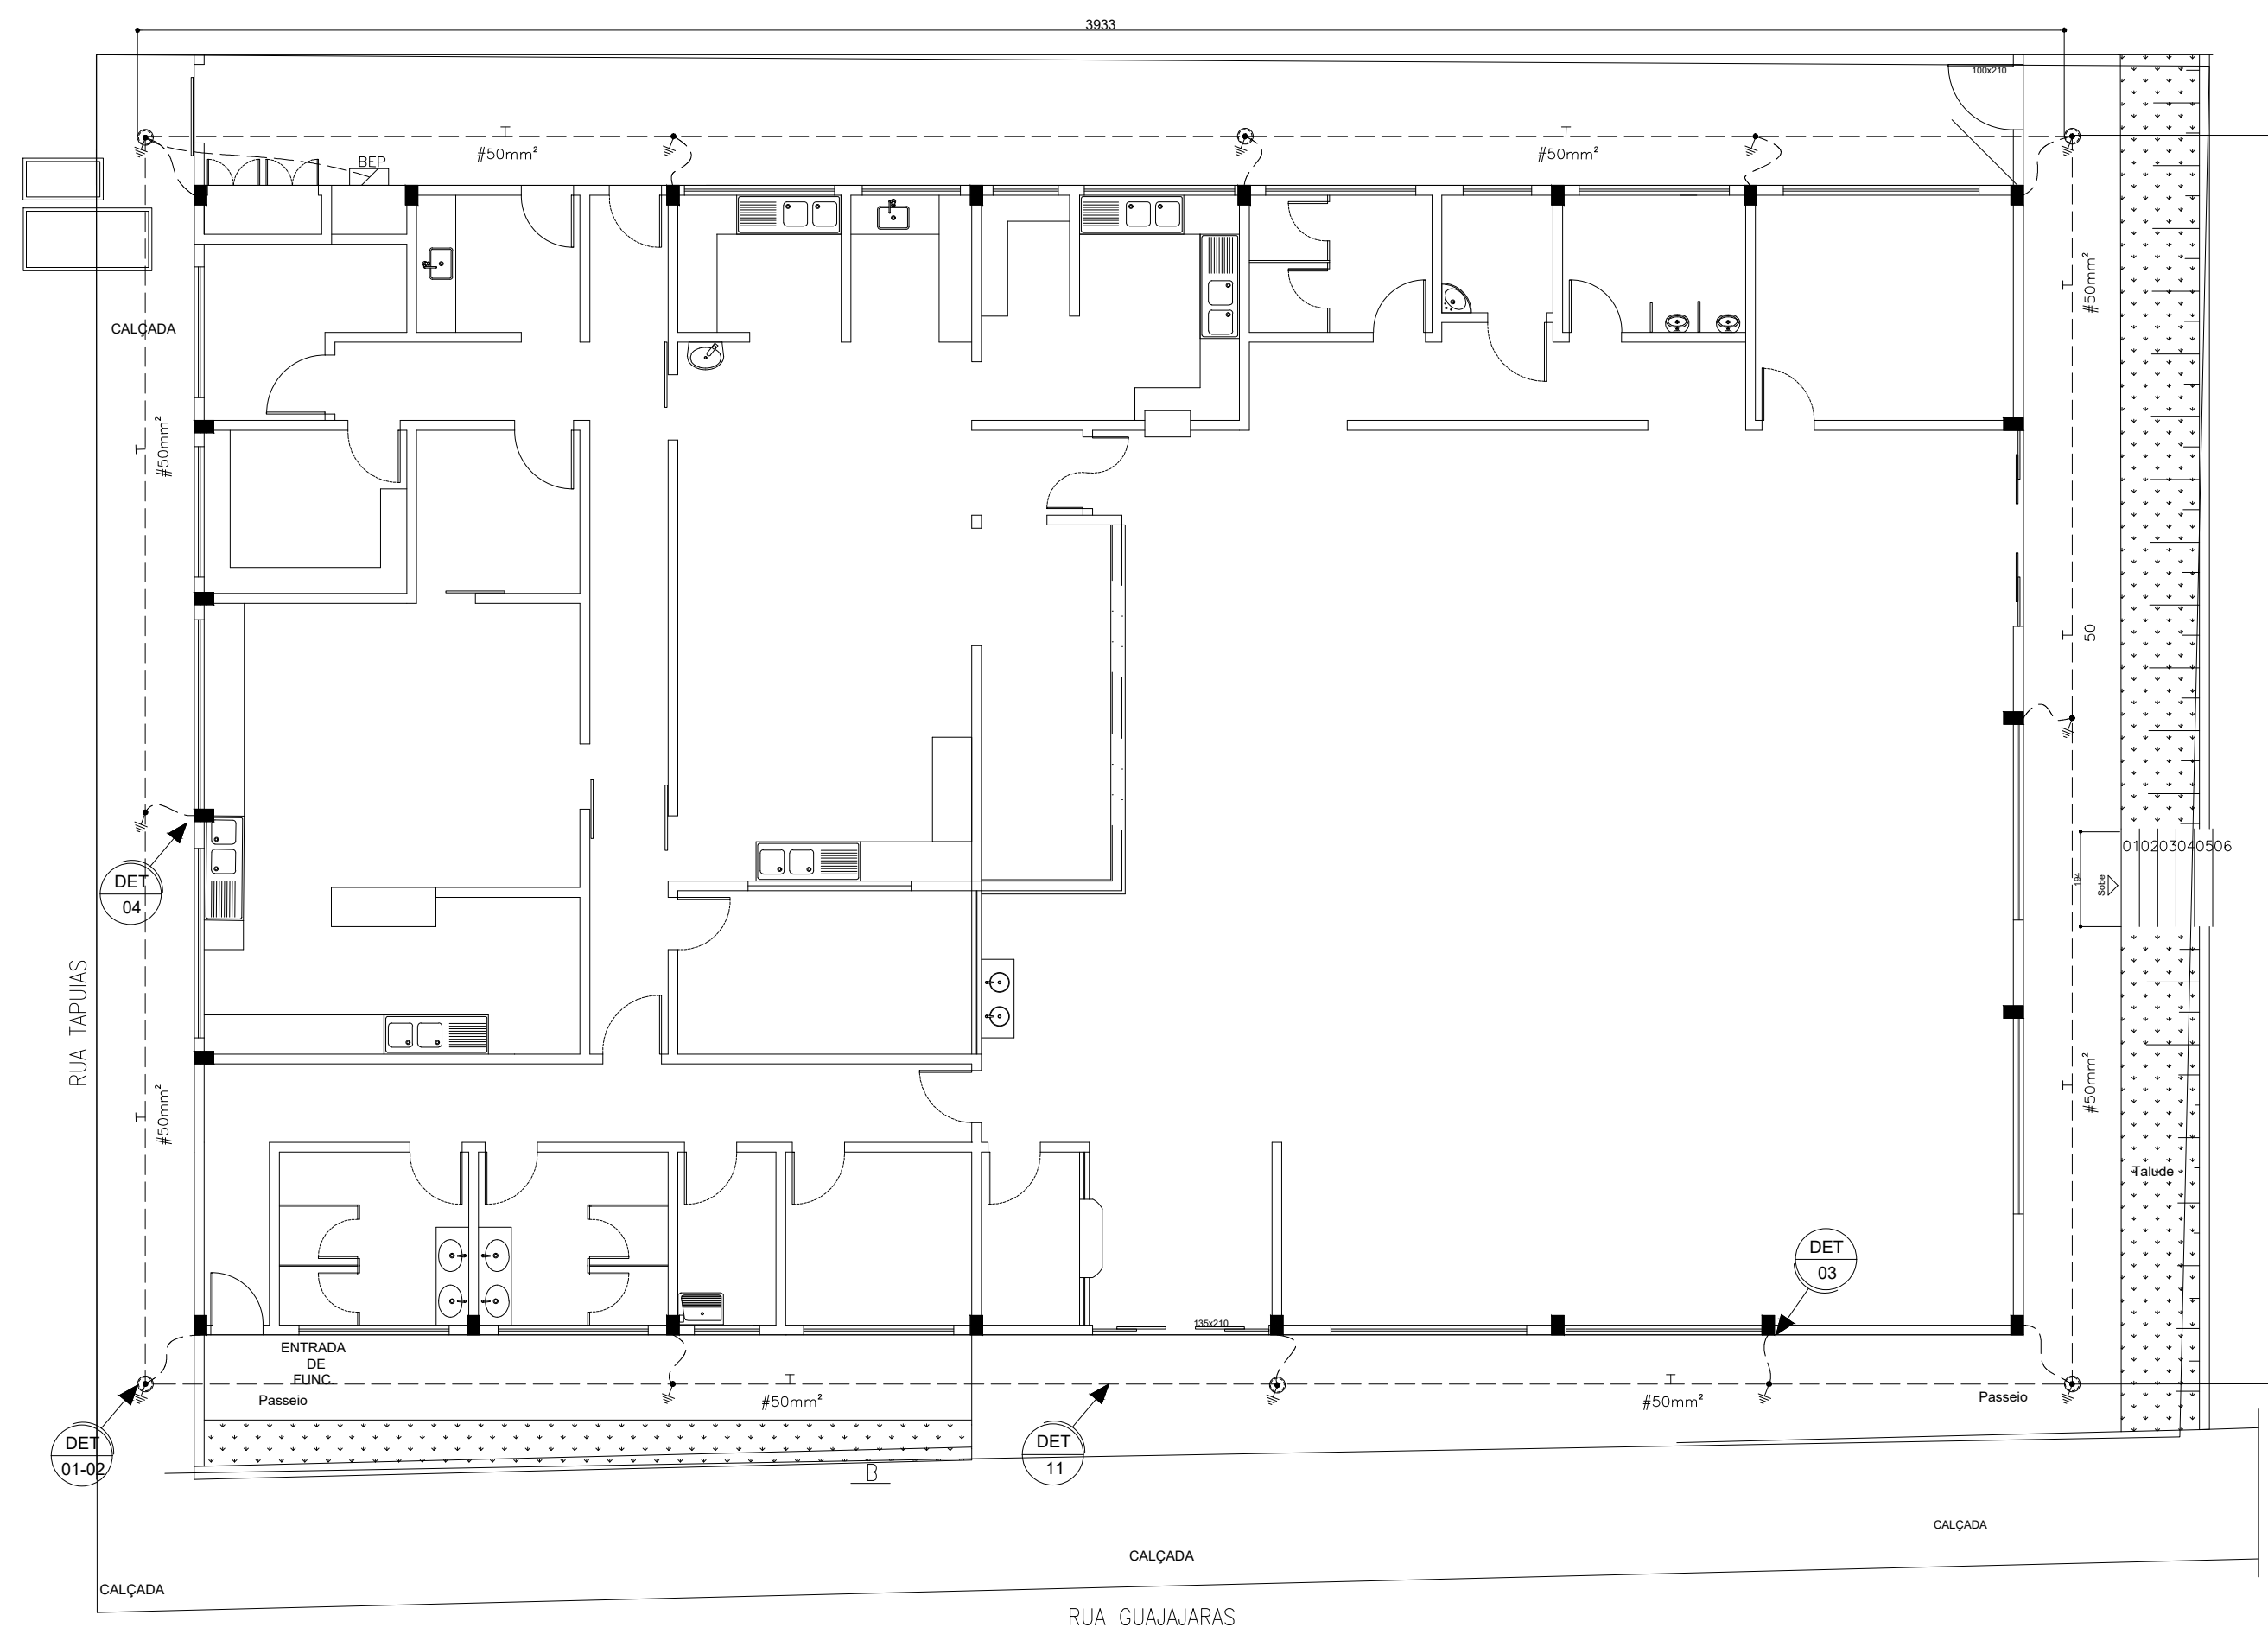 3933
100x210
BEP
#50mm²
#50mm²
#50mm²
CALÇADA
#50mm²
50
010203040506
194
Sobe
DET
04
RUA TAPUIAS
#50mm²
#50mm²
Talude
DET
03
135x210
ENTRADA
DE
FUNC.
Passeio
#50mm²
#50mm²
Passeio
DET
01-02
DET
11
B
CALÇADA
CALÇADA
CALÇADA
RUA GUAJAJARAS